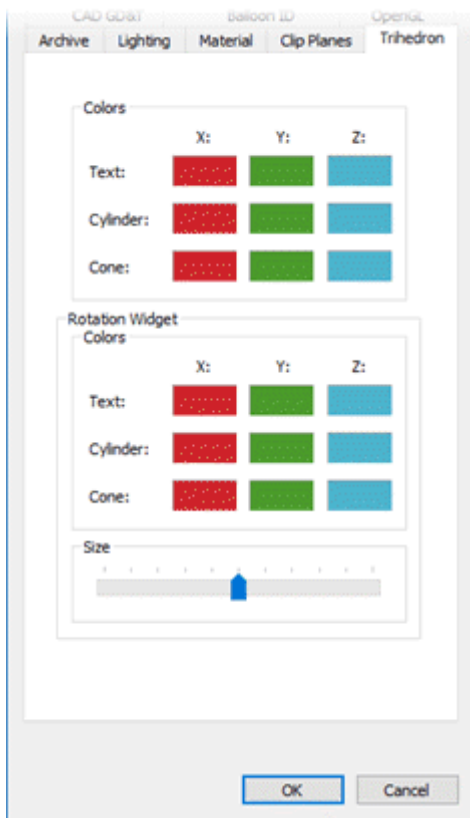 CAD GD&T Balloon ID OpenGL
Archive Lighting Material Clip Planes Trihedron
Colors
X: Y: Z:
Text:
Cylinder:
Cone:
Rotation Widget
Colors
X: Y: Z:
Text:
Cylinder:
Cone:
Size
OK Cancel